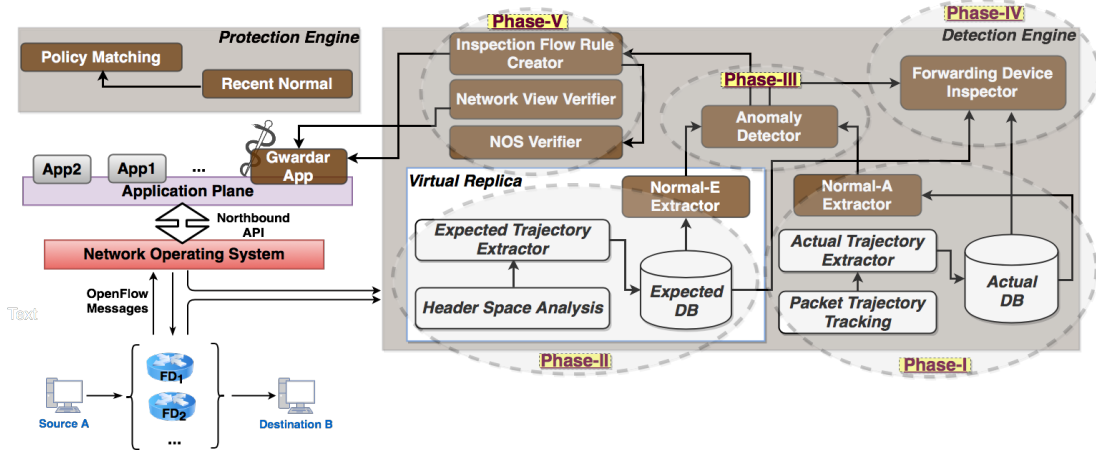 Protection Engine
Policy Matching
Recent Normal
Gwardar
App
App2
App1
...
Application Plane
Northbound
API
Network Operating System
OpenFlow
Messages
Text
FD1
FD2
...
Source A
Destination B
Phase-V
Inspection Flow Rule
Creator
Network View Verifier
NOS Verifier
Phase-III
Anomaly
Detector
Phase-IV
Detection Engine
Forwarding Device
Inspector
Virtual Replica
Normal-E
Extractor
Expected Trajectory
Extractor
Header Space Analysis
Expected
DB
Phase-II
Normal-A
Extractor
Actual Trajectory
Extractor
Packet Trajectory
Tracking
Actual
DB
Phase-I